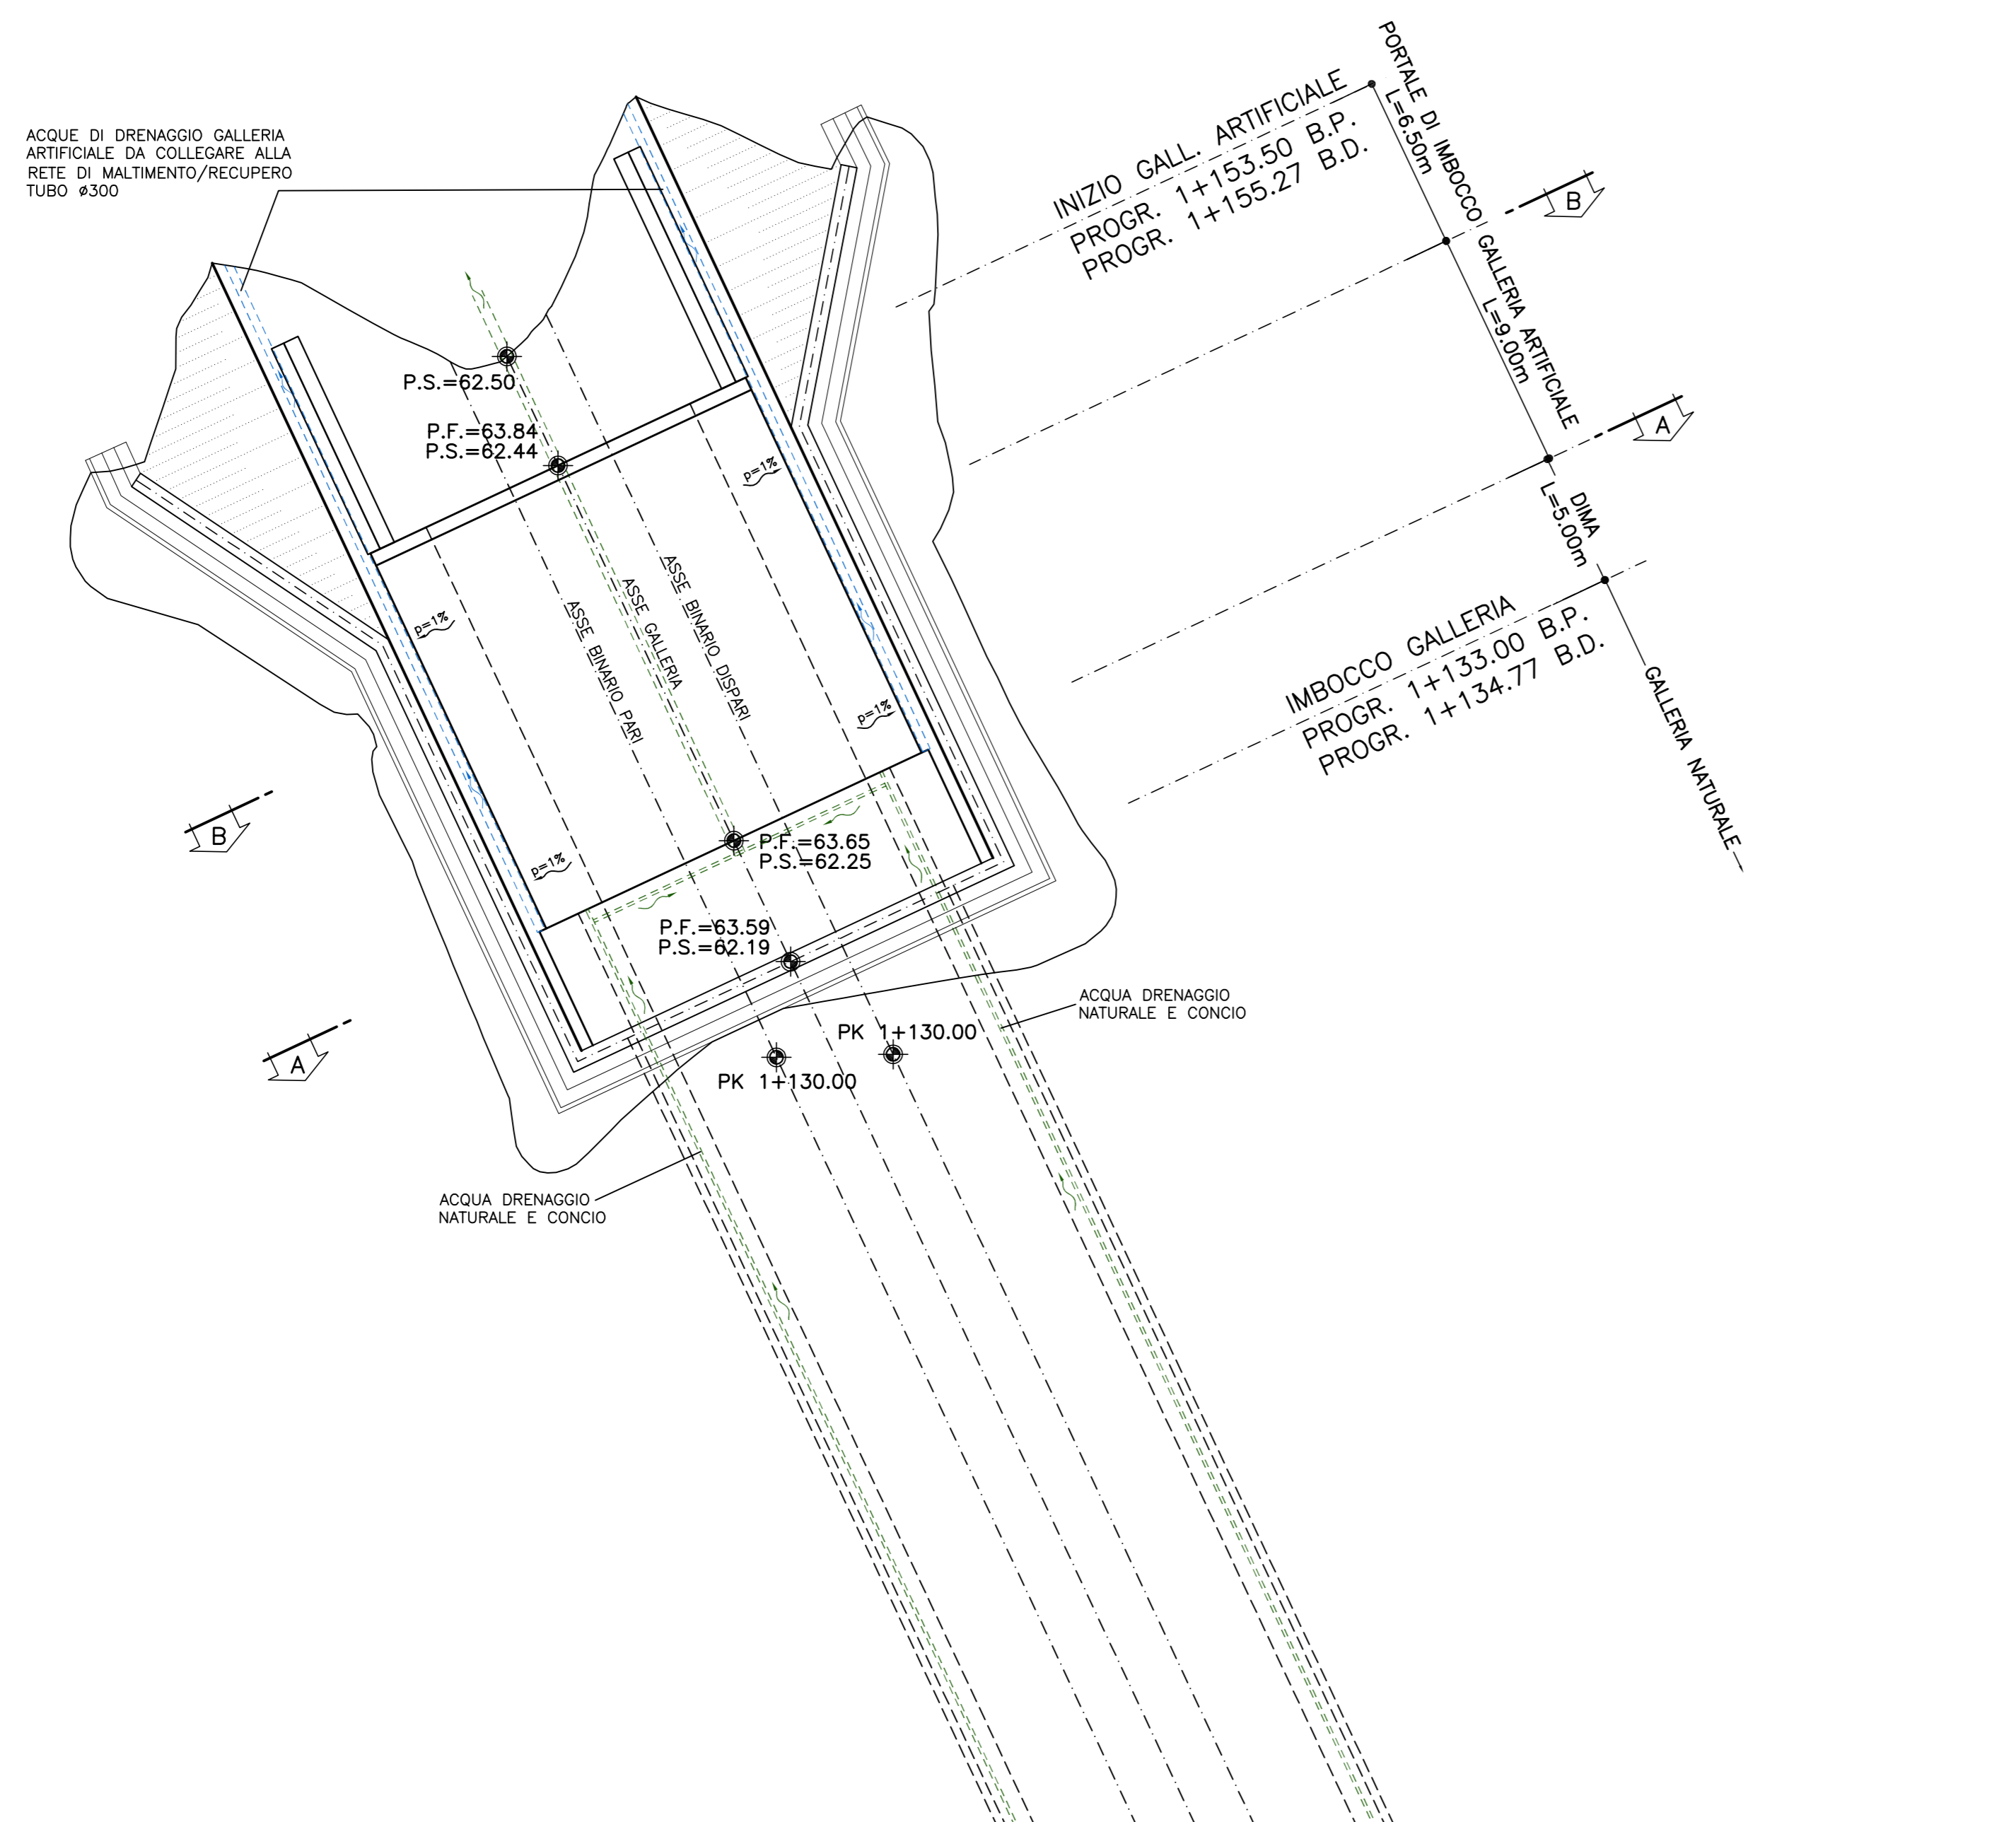 ACQUE DI DRENAGGIO GALLERIA
ARTIFICIALE DA COLLEGARE ALLA
RETE DI MALTIMENTO/RECUPERO
TUBO ø300
PORTALE DI IMBOCCO
L=6.50m
INIZIO GALL. ARTIFICIALE
PROGR. 1+153.50 B.P.
PROGR. 1+155.27 B.D.
B
GALLERIA ARTIFICIALE
L=9.00m
A
DIMA
L=5.00m
IMBOCCO GALLERIA
PROGR. 1+133.00 B.P.
PROGR. 1+134.77 B.D.
GALLERIA NATURALE
P.S.=62.50
P.F.=63.84
P.S.=62.44
p=1%
p=1%
ASSE BINARIO PARI
ASSE GALLERIA
ASSE BINARIO DISPARI
p=1%
p=1%
B
P.F.=63.65
P.S.=62.25
P.F.=63.59
P.S.=62.19
A
ACQUA DRENAGGIO
NATURALE E CONCIO
PK 1+130.00
PK 1+130.00
ACQUA DRENAGGIO
NATURALE E CONCIO